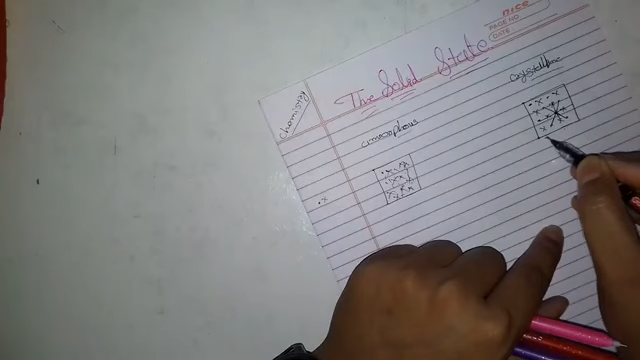 PAGE NO
DATE
The Solid State
Chemistry
Crystalline
Amorphous